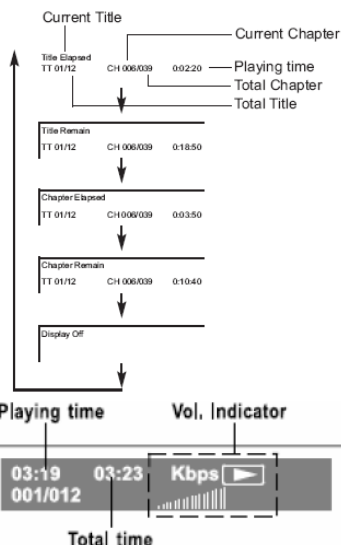 Current Title
Current Chapter
Title Elapsed
TT 01/12 CH 006/039 0:02:20
Playing time
Total Chapter
Total Title
Title Remain
TT 01/12 CH 006/039 0:18:50
Chapter Elapsed
TT 01/12 CH 006/039 0:03:50
Chapter Remain
TT 01/12 CH 006/039 0:10:40
Display Off
Playing time Vol. Indicator
03:19 03:23 Kbps
001/012
Total time